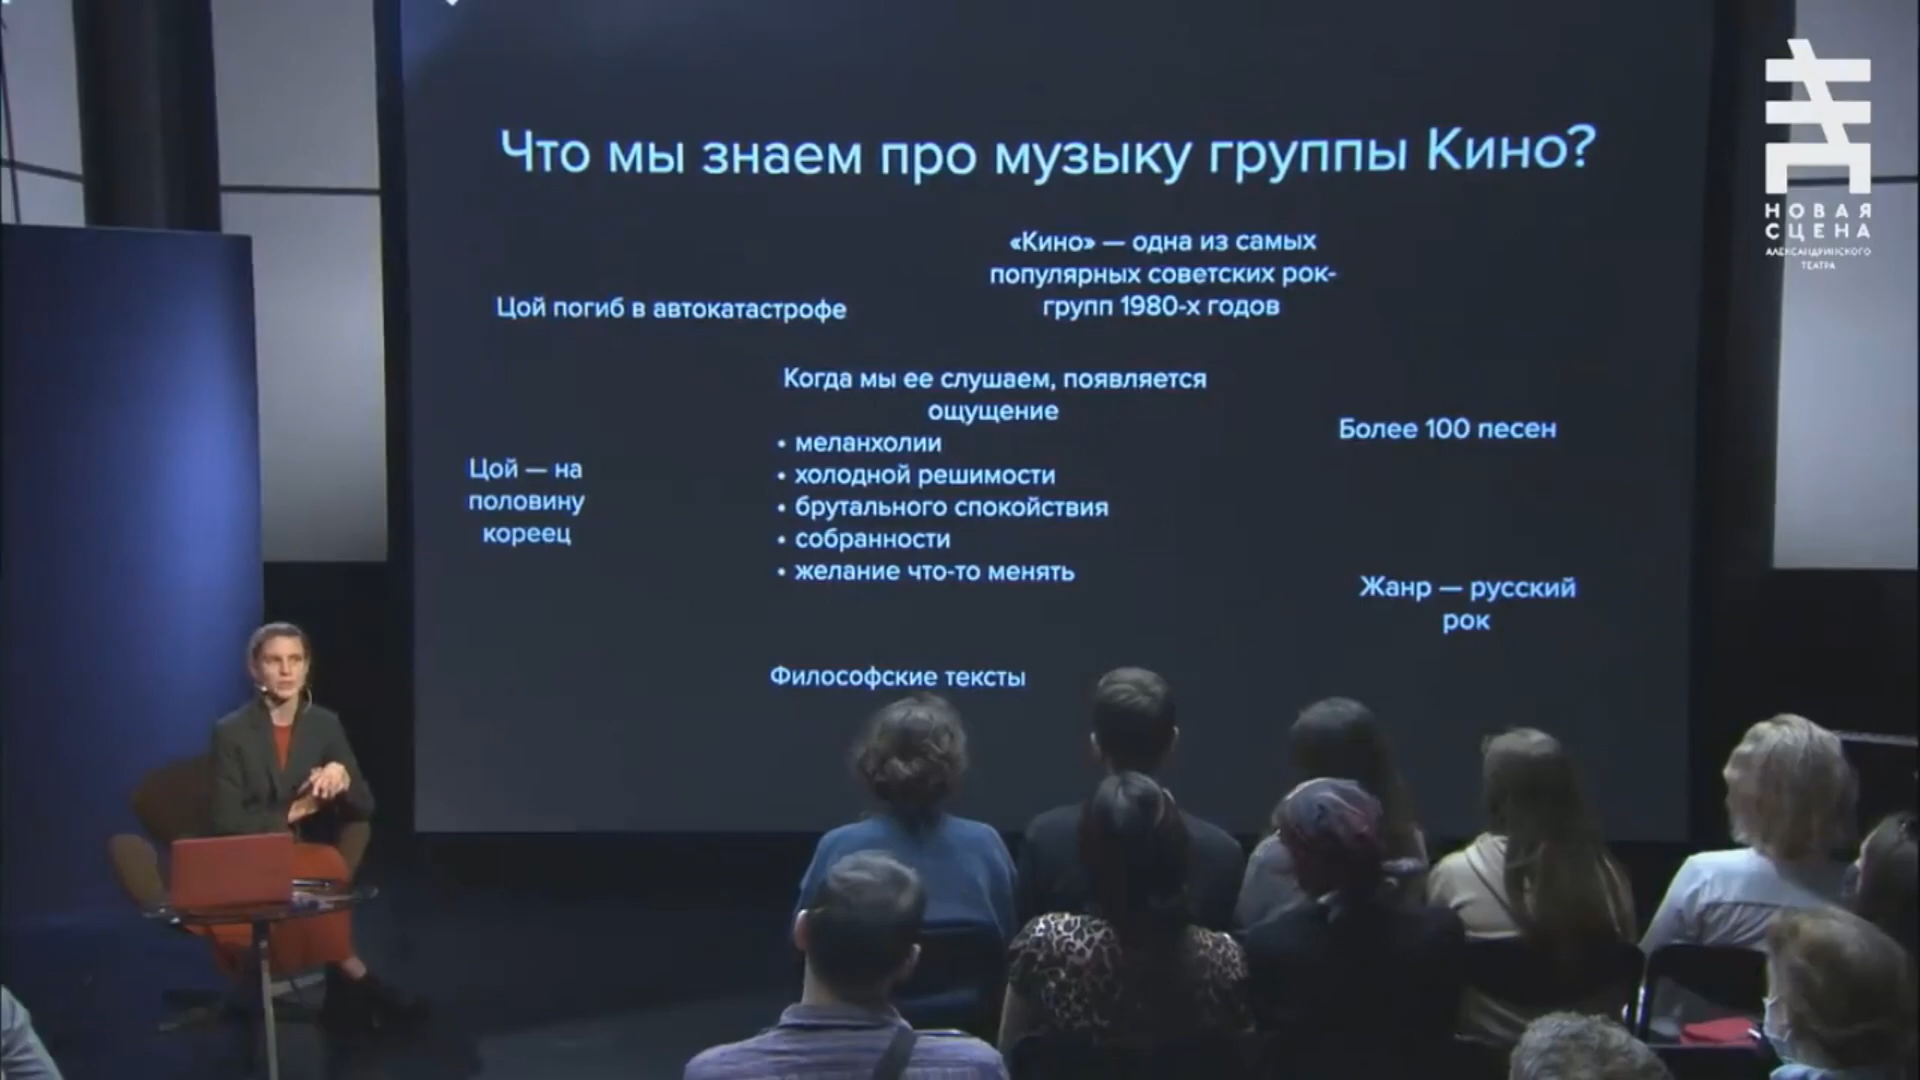 Что мы знаем про музыку группы Кино?
«Кино» — одна из самых
популярных советских рок-
групп 1980-х годов
Цой погиб в автокатастрофе
Когда мы ее слушаем, появляется
ощущение
• меланхолии
• холодной решимости
• брутального спокойствия
• собранности
• желание что-то менять
Более 100 песен
Цой — на
половину
кореец
Жанр — русский
рок
Философские тексты
НОВАЯ
СЦЕНА
АЛЕКСАНДРИНСКОГО
ТЕАТРА